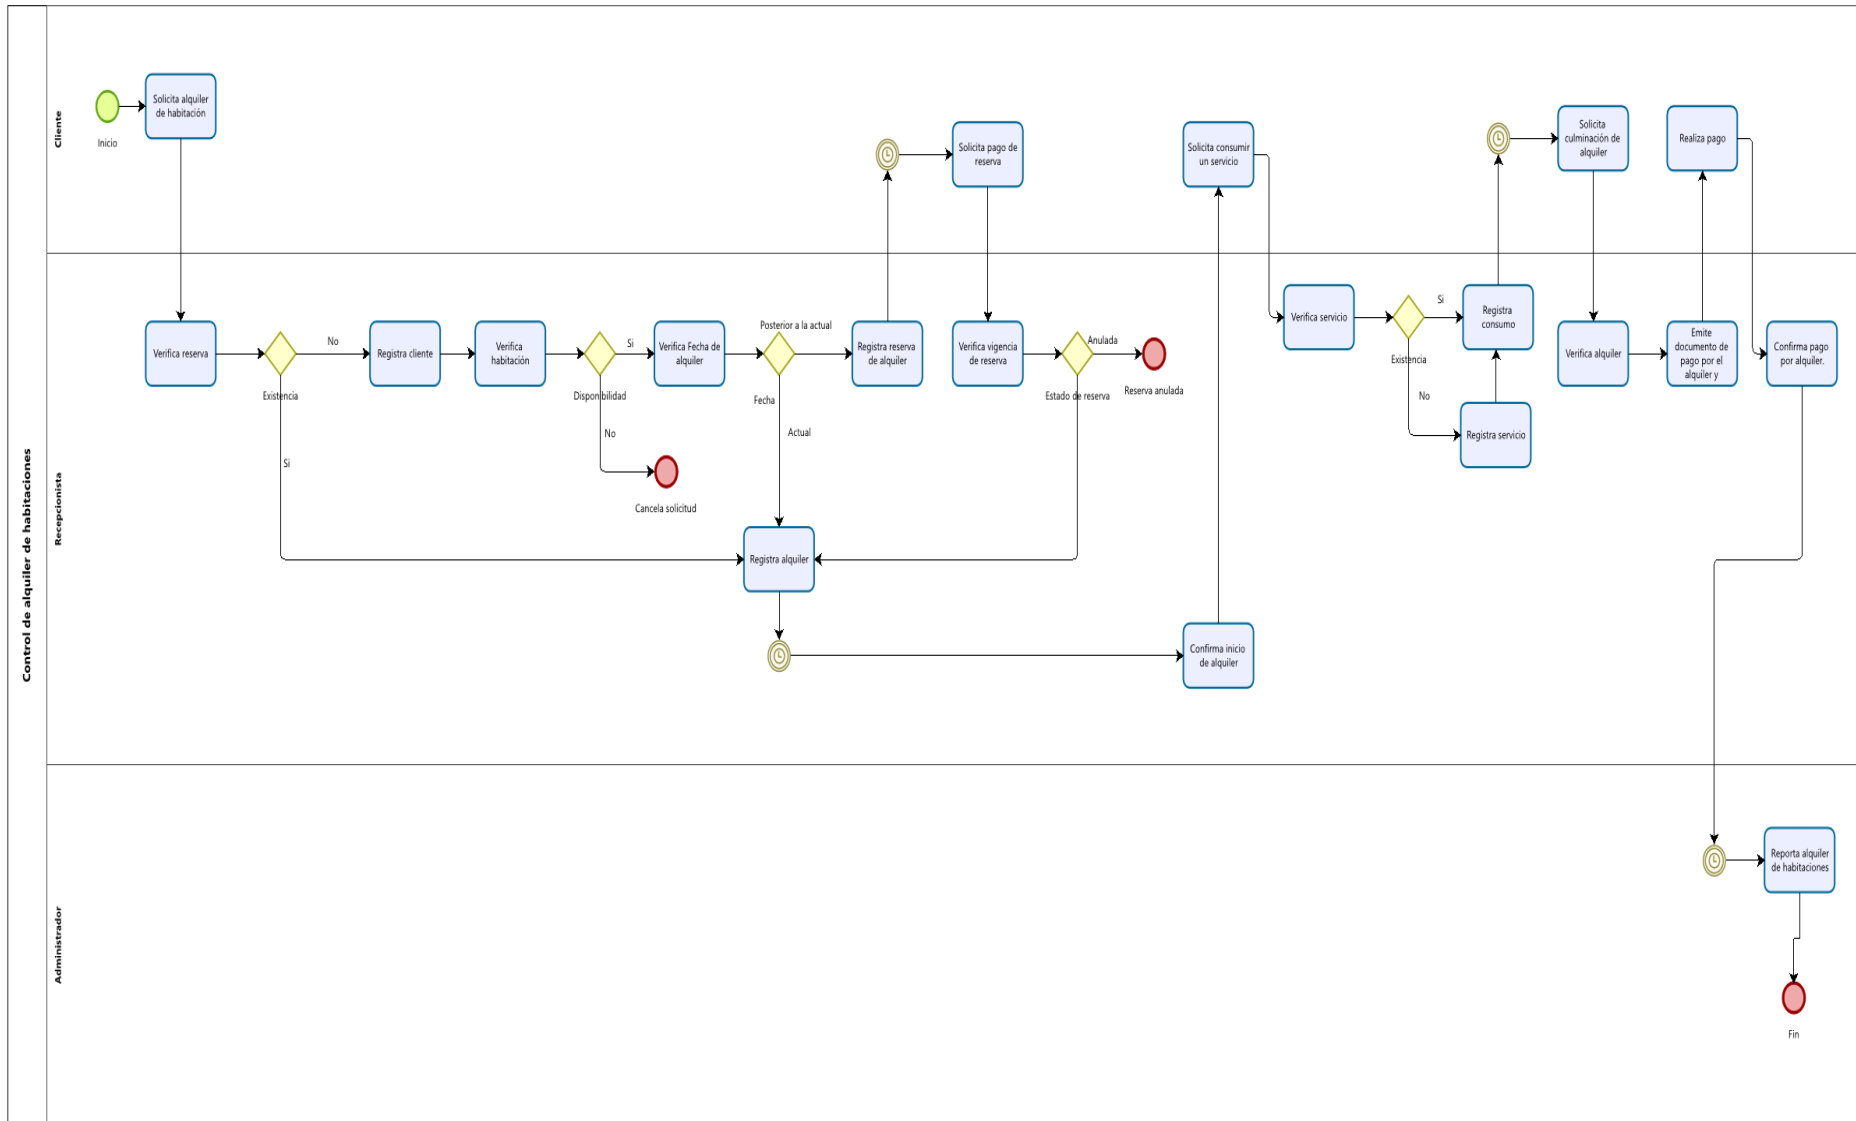 Control de alquiler de habitaciones
Cliente
Inicio
Solicita alquiler
de habitación
Solicita pago de
reserva
Solicita consumir
un servicio
Solicita
culminación de
alquiler
Realiza pago
Recepcionista
Verifica reserva
Existencia
No
Si
Registra cliente
Verifica
habitación
Disponibilidad
Si
No
Cancela solicitud
Verifica Fecha de
alquiler
Posterior a la actual
Fecha
Actual
Registra reserva
de alquiler
Verifica vigencia
de reserva
Anulada
Estado de reserva
Reserva anulada
Registra alquiler
Confirma inicio
de alquiler
Verifica servicio
Existencia
Si
No
Registra
consumo
Registra servicio
Verifica alquiler
Emite
documento de
pago por el
alquiler y
Confirma pago
por alquiler.
Administrador
Reporta alquiler
de habitaciones
Fin